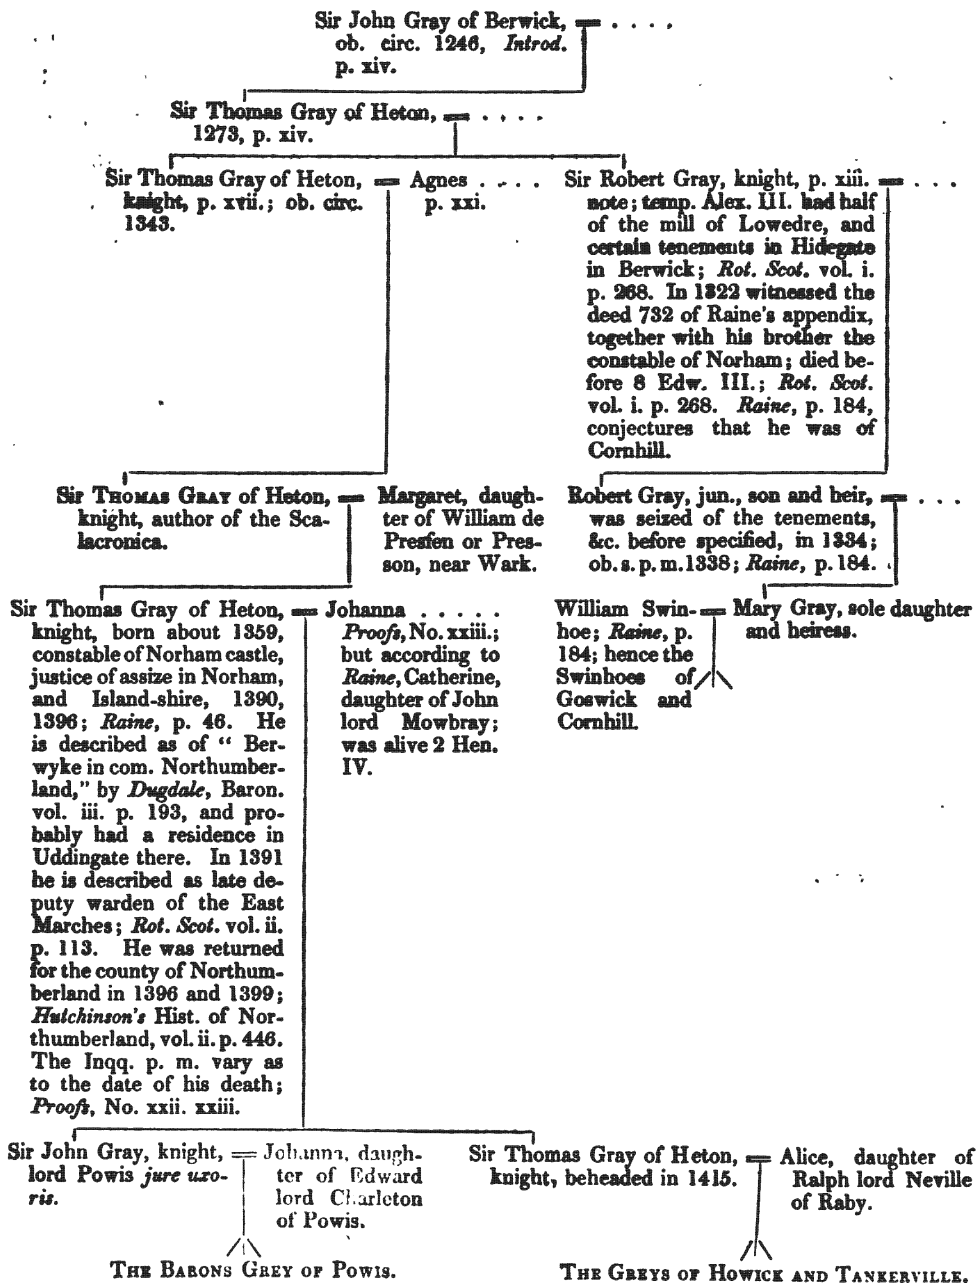 Sir John Gray of Berwick, = . . . .
ob. circ. 1246, Introd.
p. xiv.
Sir Thomas Gray of Heton, = . . . .
1273, p. xiv.
Sir Thomas Gray of Heton, = Agnes . . . .
knight, p. xvii.; ob. circ.
1343.
p. xxi.
Sir Robert Gray, knight, p. xiii. = . . .
note; temp. Alex. III. had half
of the mill of Lowedre, and
certain tenements in Hidegate
in Berwick; Rot. Scot. vol. i.
p. 268. In 1322 witnessed the
deed 732 of Raine's appendix,
together with his brother the
constable of Norham; died be-
fore 8 Edw. III.; Rot. Scot.
vol. i. p. 268. Raine, p. 184,
conjectures that he was of
Cornhill.
Sir THOMAS GRAY of Heton, =
knight, author of the Sca-
lacronica.
Margaret, daugh-
ter of William de
Presfen or Pres-
son, near Wark.
Robert Gray, jun., son and heir, = . . .
was seized of the tenements,
&c. before specified, in 1334;
ob. s. p. m. 1338; Raine, p. 184.
Sir Thomas Gray of Heton, =
knight, born about 1359,
constable of Norham castle,
justice of assize in Norham,
and Island-shire, 1390,
1396; Raine, p. 46. He
is described as of " Ber-
wyke in com. Northumber-
land," by Dugdale, Baron.
vol. iii. p. 193, and pro-
bably had a residence in
Uddingate there. In 1391
he is described as late de-
puty warden of the East
Marches; Rot. Scot. vol. ii.
p. 113. He was returned
for the county of Northum-
berland in 1396 and 1399;
Hutchinson's Hist. of Nor-
thumberland, vol. ii. p. 446.
The Inqq. p. m. vary as
to the date of his death;
Proofs, No. xxii. xxiii.
Johanna . . . . .
Proofs, No. xxiii.;
but according to
Raine, Catherine,
daughter of John
lord Mowbray;
was alive 2 Hen.
IV.
William Swin- =
hoe; Raine, p.
184; hence the
Swinhoes of
Goswick and
Cornhill.
Mary Gray, sole daughter
and heiress.
Sir John Gray, knight, =
lord Powis jure uxo-
ris.
Johanna, daugh-
ter of Edward
lord Charleton
of Powis.
Sir Thomas Gray of Heton, =
knight, beheaded in 1415.
Alice, daughter of
Ralph lord Neville
of Raby.
THE BARONS GREY OF POWIS.
THE GREYS OF HOWICK AND TANKERVILLE.